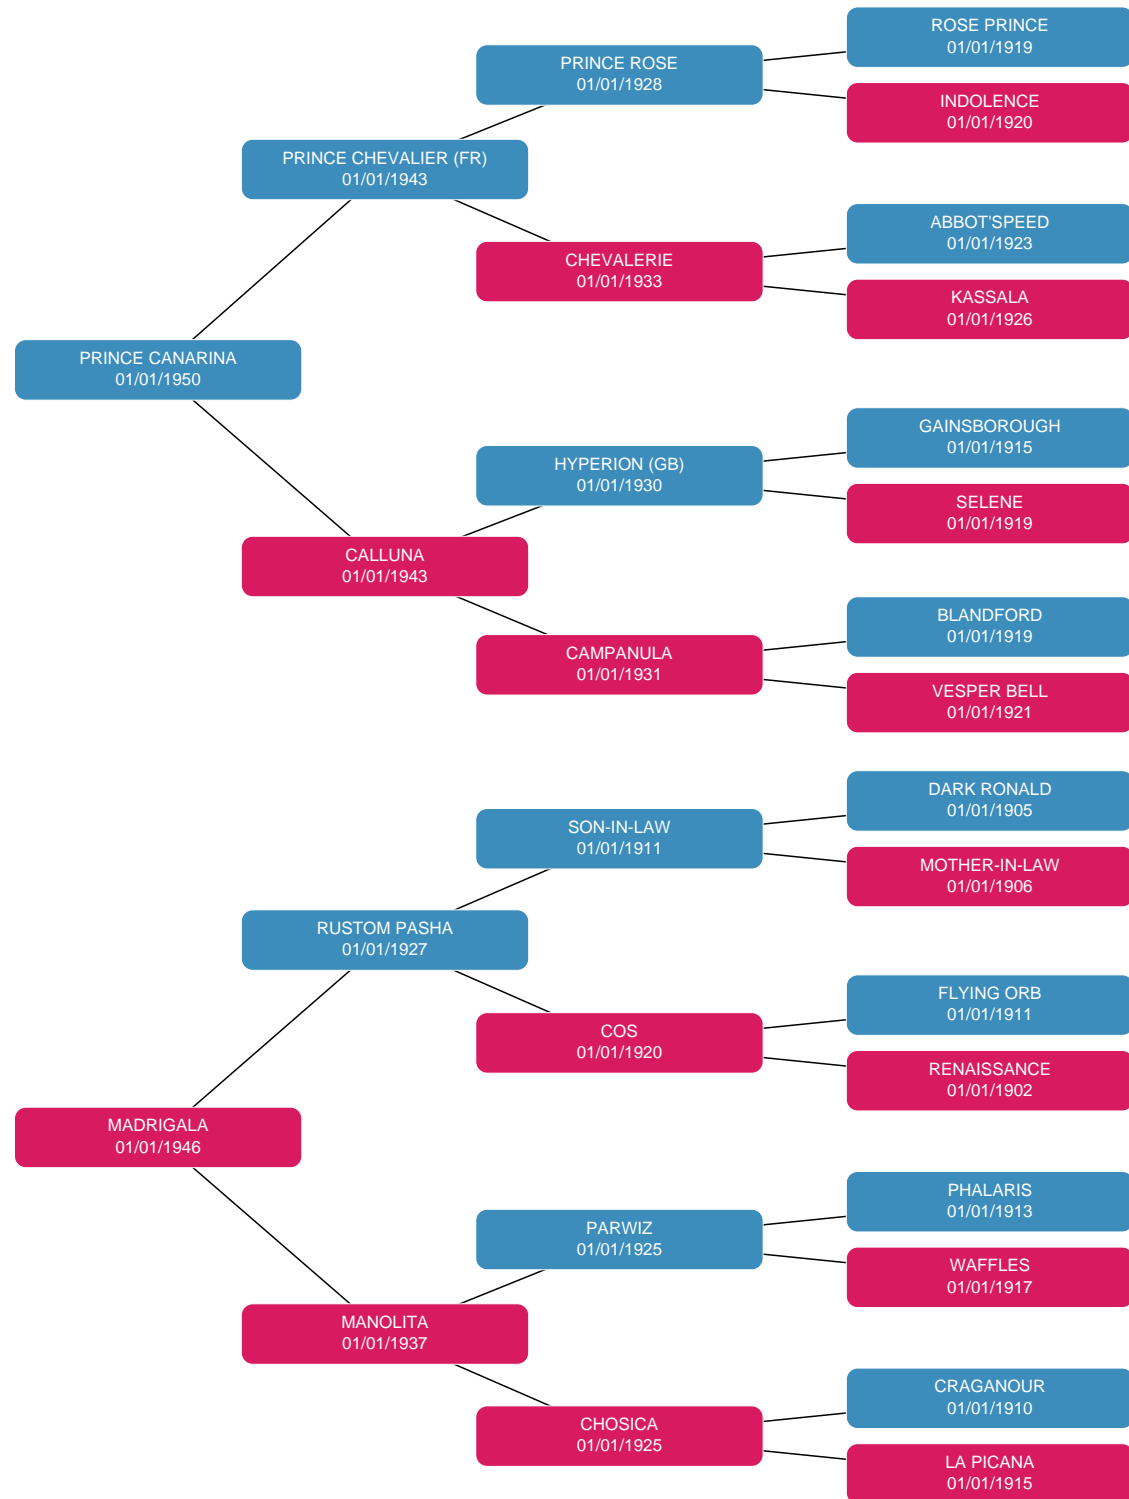 ROSE PRINCE
01/01/1919
PRINCE ROSE
01/01/1928
INDOLENCE
01/01/1920
PRINCE CHEVALIER (FR)
01/01/1943
ABBOT'SPEED
01/01/1923
CHEVALERIE
01/01/1933
KASSALA
01/01/1926
PRINCE CANARINA
01/01/1950
GAINSBOROUGH
01/01/1915
HYPERION (GB)
01/01/1930
SELENE
01/01/1919
CALLUNA
01/01/1943
BLANDFORD
01/01/1919
CAMPANULA
01/01/1931
VESPER BELL
01/01/1921
DARK RONALD
01/01/1905
SON-IN-LAW
01/01/1911
MOTHER-IN-LAW
01/01/1906
RUSTOM PASHA
01/01/1927
FLYING ORB
01/01/1911
COS
01/01/1920
RENAISSANCE
01/01/1902
MADRIGALA
01/01/1946
PHALARIS
01/01/1913
PARWIZ
01/01/1925
WAFFLES
01/01/1917
MANOLITA
01/01/1937
CRAGANOUR
01/01/1910
CHOSICA
01/01/1925
LA PICANA
01/01/1915